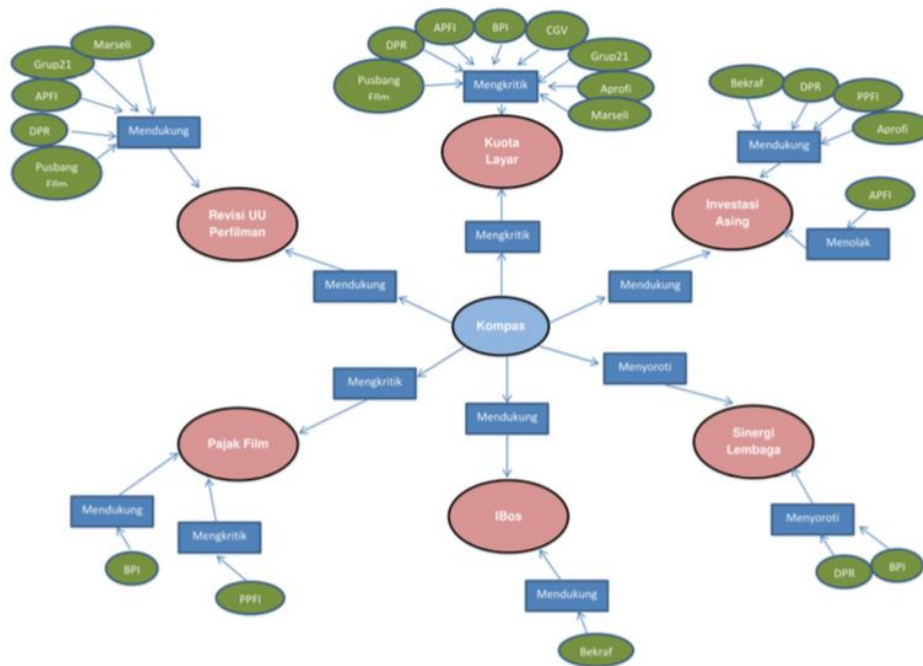 Marseli
Grup21
APFI
DPR
Pusbang
FIlm
Mendukung
Revisi UU
Perfilman
Mendukung
APFI
BPI
CGV
DPR
Grup21
Pusbang
FIlm
Mengkritik
Aprofi
Marseli
Kuota
Layar
Mengkritik
Bekraf
DPR
PPFI
Aprofi
Mendukung
APFI
Investasi
Asing
Menolak
Mendukung
Kompas
Menyoroti
Mengkritik
Mendukung
Pajak Film
Sinergi
Lembaga
Mendukung
Mengkritik
BPI
PPFI
IBos
Mendukung
Bekraf
Menyoroti
DPR
BPI